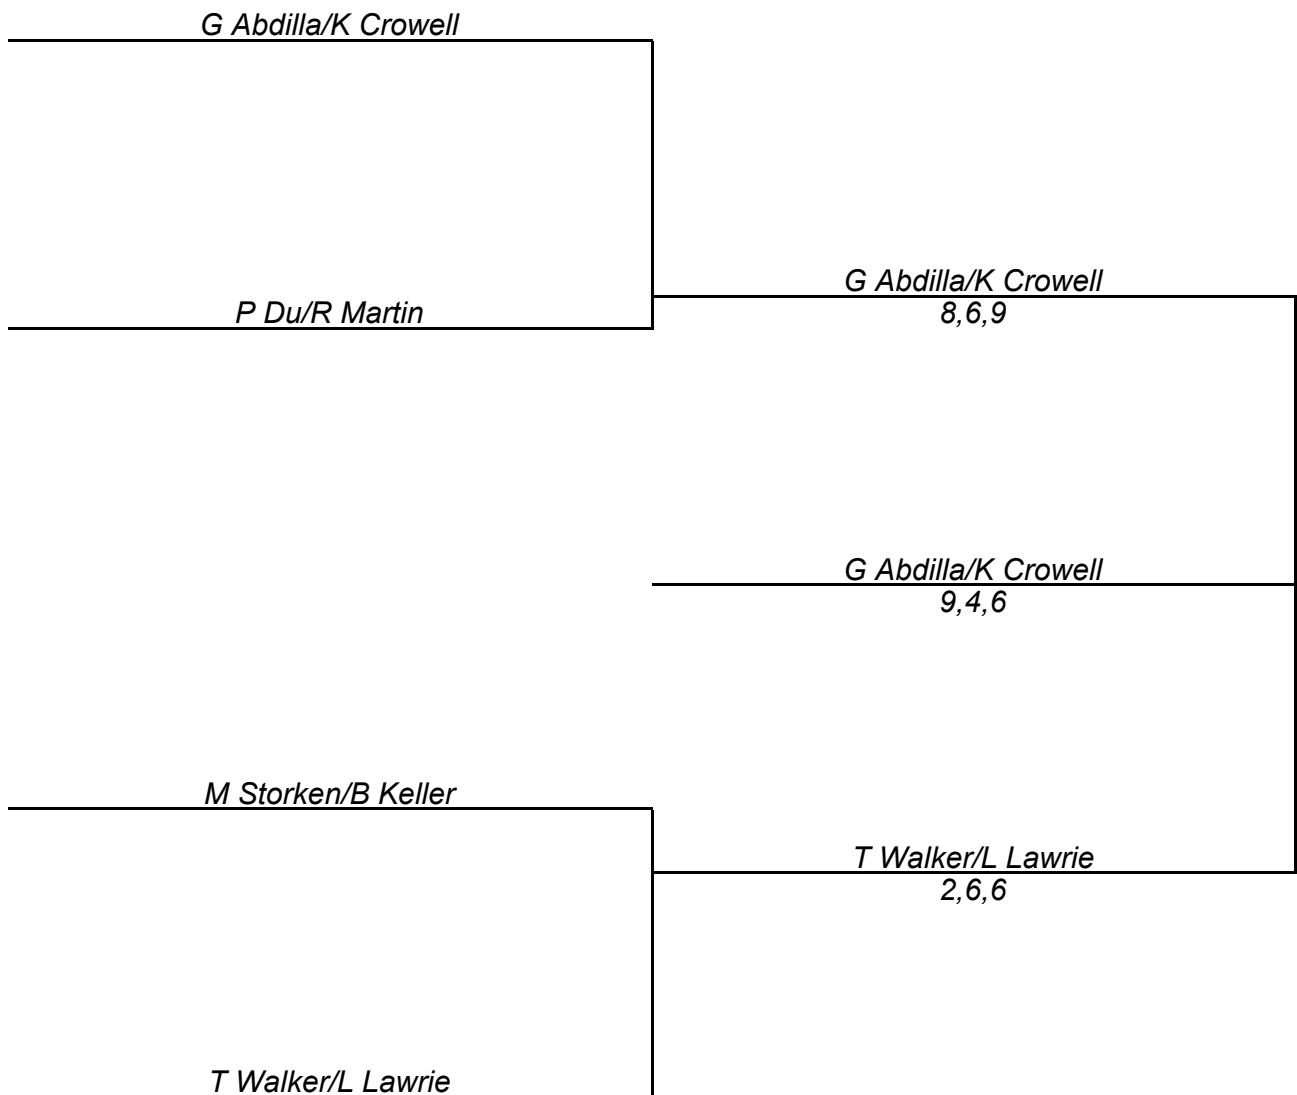 G Abdilla/K Crowell
G Abdilla/K Crowell
P Du/R Martin
8,6,9
G Abdilla/K Crowell
9,4,6
M Storken/B Keller
T Walker/L Lawrie
2,6,6
T Walker/L Lawrie